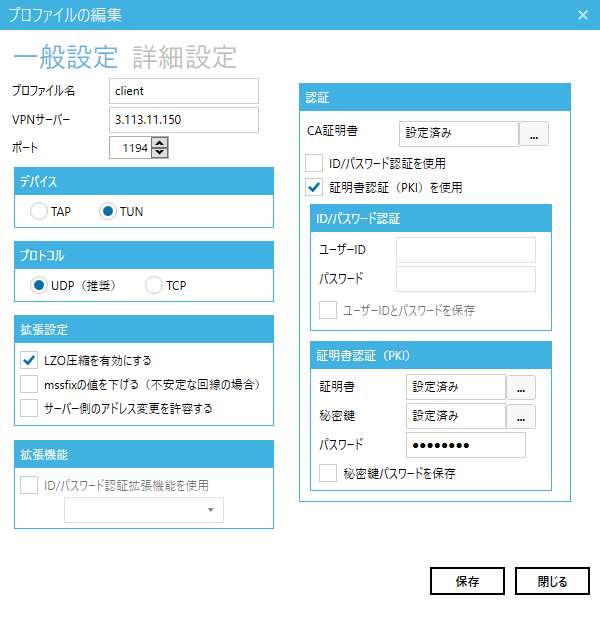 プロファイルの編集
一般設定 詳細設定
プロファイル名 client
VPNサーバー 3.113.11.150
ポート 1194
デバイス
TAP TUN
プロトコル
UDP（推奨） TCP
拡張設定
LZO圧縮を有効にする
mssfixの値を下げる（不安定な回線の場合）
サーバー側のアドレス変更を許容する
拡張機能
ID/パスワード認証拡張機能を使用
認証
CA証明書 設定済み ...
ID/パスワード認証を使用
証明書認証（PKI）を使用
ID/パスワード認証
ユーザーID
パスワード
ユーザーIDとパスワードを保存
証明書認証（PKI）
証明書 設定済み ...
秘密鍵 設定済み ...
パスワード ●●●●●●●●
秘密鍵パスワードを保存
保存 閉じる